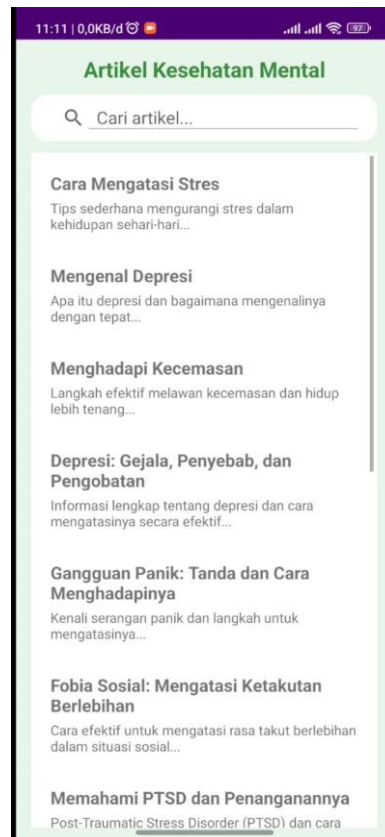 11:11 | 0,0KB/d
97
Artikel Kesehatan Mental
Cari artikel...
Cara Mengatasi Stres
Tips sederhana mengurangi stres dalam
kehidupan sehari-hari...
Mengenal Depresi
Apa itu depresi dan bagaimana mengenalinya
dengan tepat...
Menghadapi Kecemasan
Langkah efektif melawan kecemasan dan hidup
lebih tenang...
Depresi: Gejala, Penyebab, dan
Pengobatan
Informasi lengkap tentang depresi dan cara
mengatasinya secara efektif...
Gangguan Panik: Tanda dan Cara
Menghadapinya
Kenali serangan panik dan langkah untuk
mengatasinya...
Fobia Sosial: Mengatasi Ketakutan
Berlebihan
Cara efektif untuk mengatasi rasa takut berlebihan
dalam situasi sosial...
Memahami PTSD dan Penanganannya
Post-Traumatic Stress Disorder (PTSD) dan cara